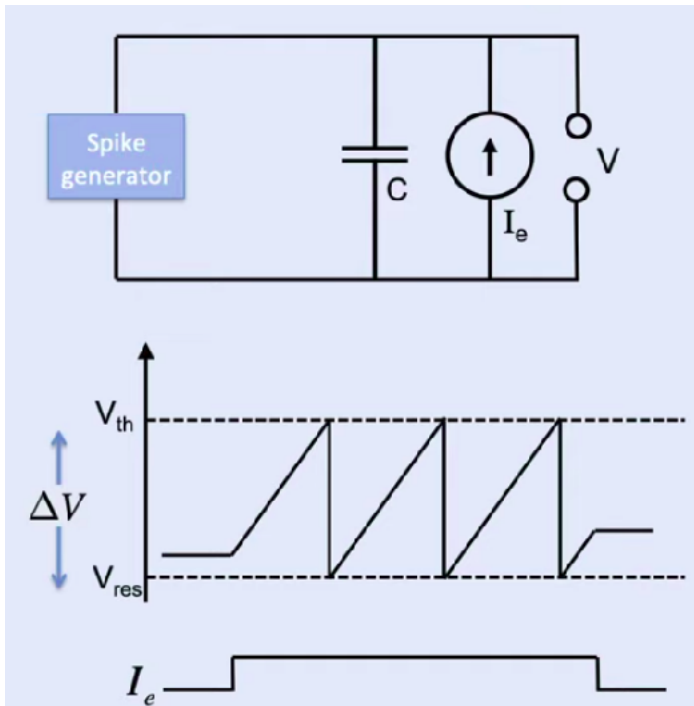 Spike
generator
C
Iₑ
V
Vth
ΔV
Vres
Iₑ